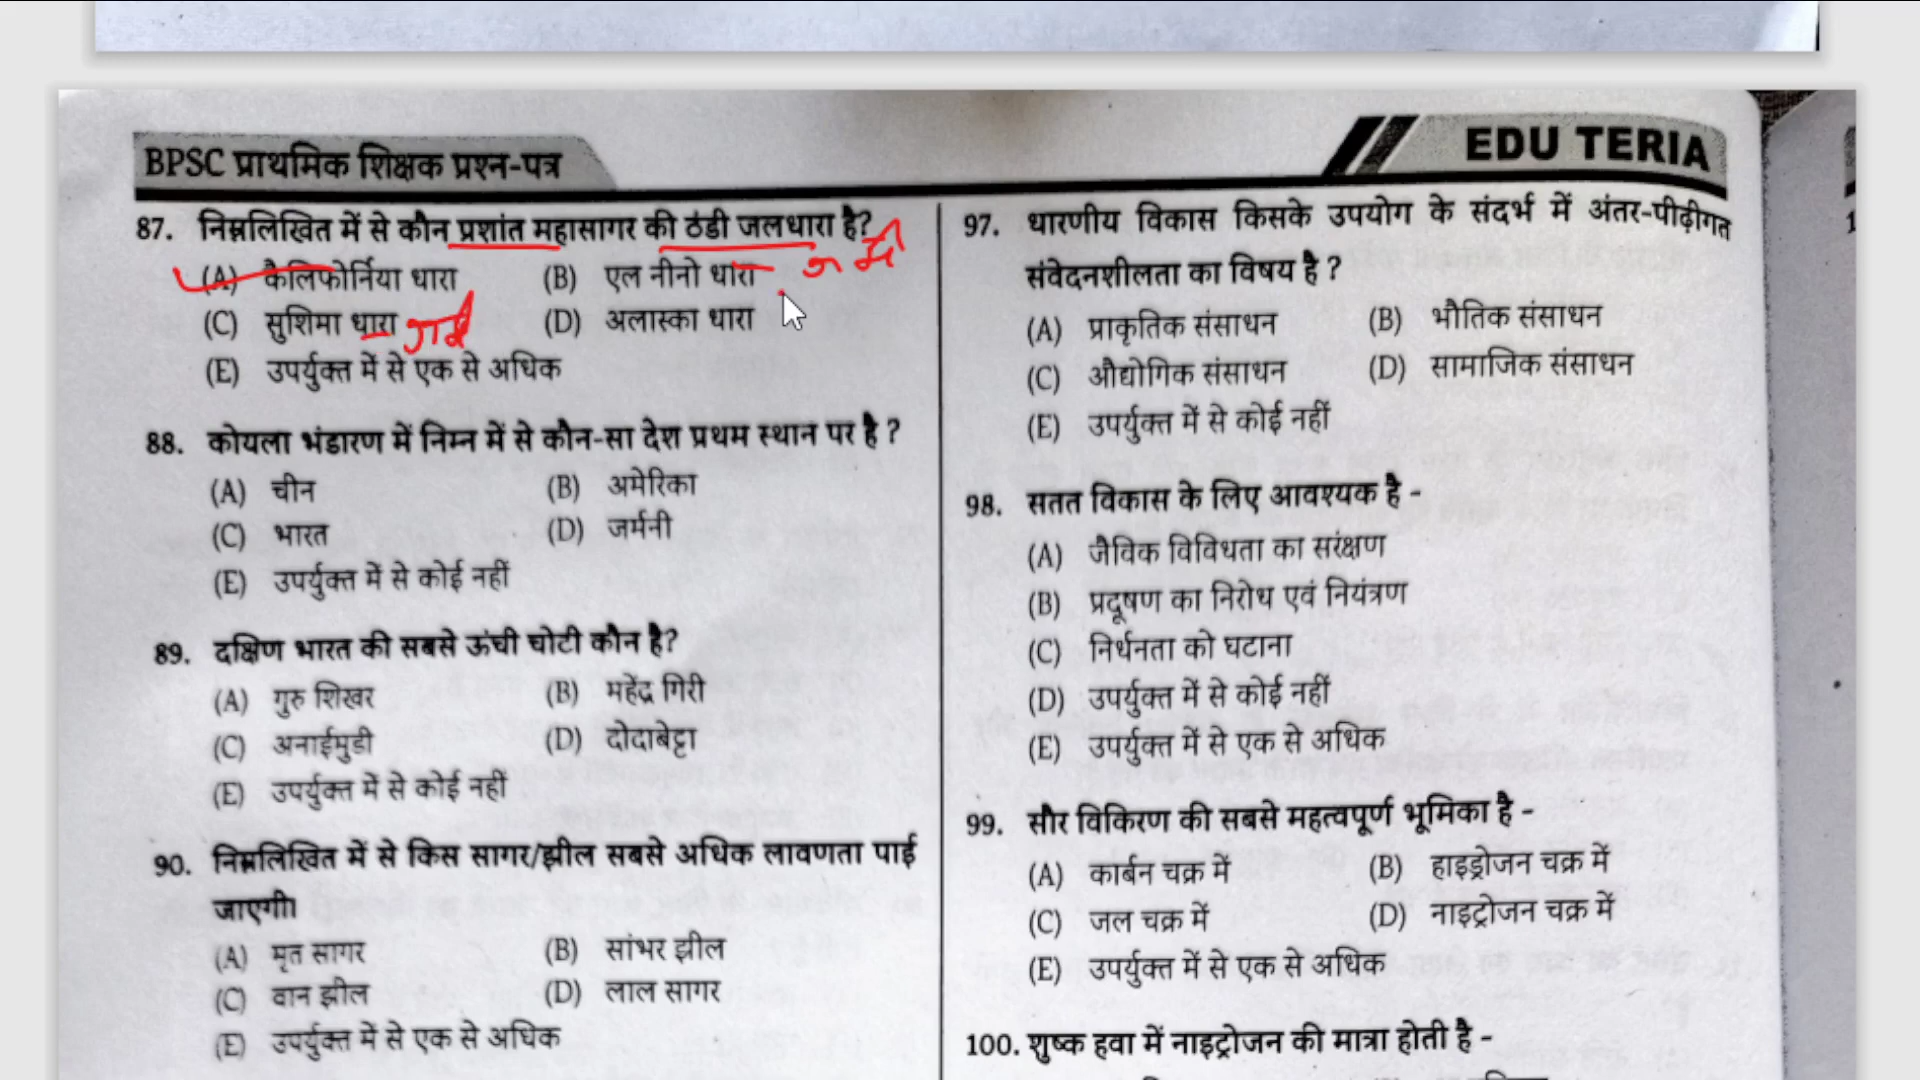 BPSC प्राथमिक शिक्षक प्रश्न-पत्र
EDU TERIA
87. निम्नलिखित में से कौन प्रशांत महासागर की ठंडी जलधारा है?
(A) कैलिफोर्निया धारा (B) एल नीनो धारा
(C) सुशिमा धारा (D) अलास्का धारा
(E) उपर्युक्त में से एक से अधिक
88. कोयला भंडारण में निम्न में से कौन-सा देश प्रथम स्थान पर है ?
(A) चीन (B) अमेरिका
(C) भारत (D) जर्मनी
(E) उपर्युक्त में से कोई नहीं
89. दक्षिण भारत की सबसे ऊंची चोटी कौन है?
(A) गुरु शिखर (B) महेंद्र गिरी
(C) अनाईमुडी (D) दोदाबेट्टा
(E) उपर्युक्त में से कोई नहीं
90. निम्नलिखित में से किस सागर/झील सबसे अधिक लावणता पाई
जाएगी।
(A) मृत सागर (B) सांभर झील
(C) वान झील (D) लाल सागर
(E) उपर्युक्त में से एक से अधिक
97. धारणीय विकास किसके उपयोग के संदर्भ में अंतर-पीढ़ीगत
संवेदनशीलता का विषय है ?
(A) प्राकृतिक संसाधन (B) भौतिक संसाधन
(C) औद्योगिक संसाधन (D) सामाजिक संसाधन
(E) उपर्युक्त में से कोई नहीं
98. सतत विकास के लिए आवश्यक है -
(A) जैविक विविधता का सरंक्षण
(B) प्रदूषण का निरोध एवं नियंत्रण
(C) निर्धनता को घटाना
(D) उपर्युक्त में से कोई नहीं
(E) उपर्युक्त में से एक से अधिक
99. सौर विकिरण की सबसे महत्वपूर्ण भूमिका है -
(A) कार्बन चक्र में (B) हाइड्रोजन चक्र में
(C) जल चक्र में (D) नाइट्रोजन चक्र में
(E) उपर्युक्त में से एक से अधिक
100. शुष्क हवा में नाइट्रोजन की मात्रा होती है -